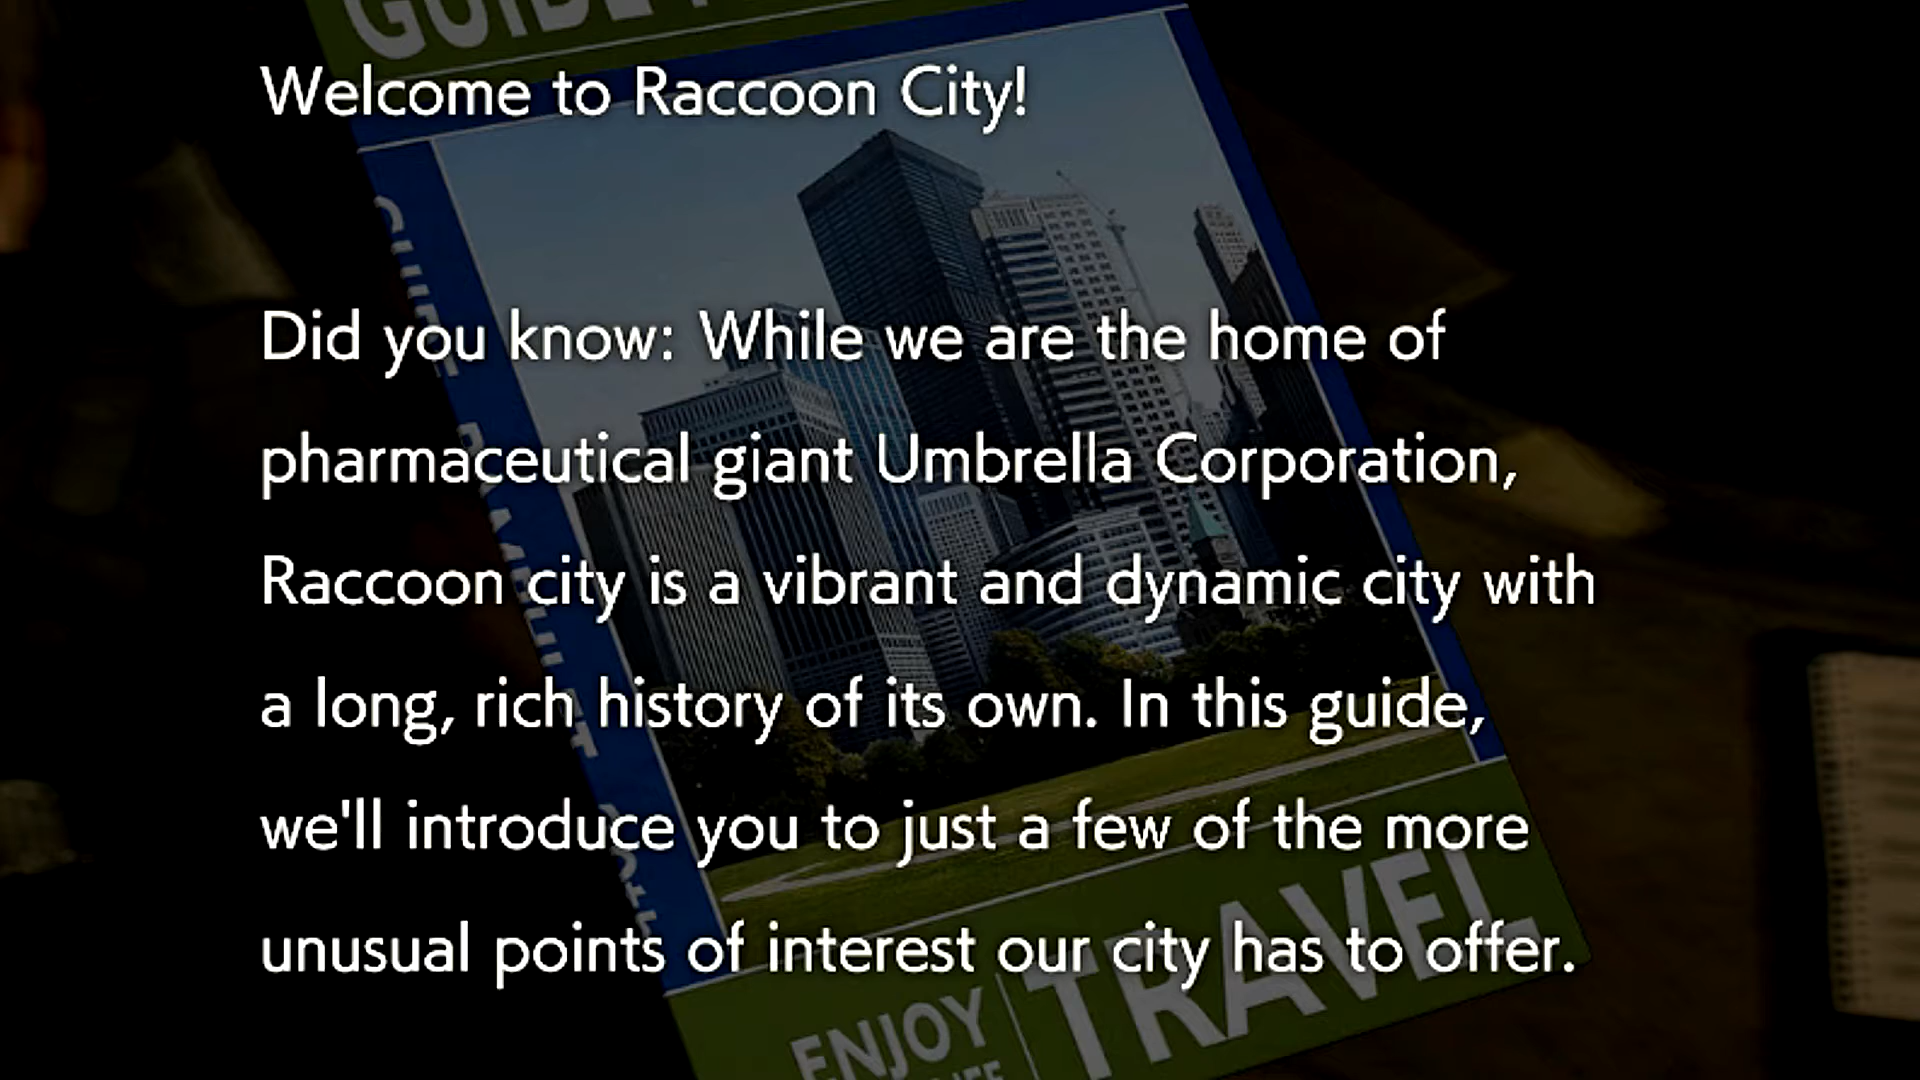 GUIDE
Welcome to Raccoon City!
Did you know: While we are the home of
pharmaceutical giant Umbrella Corporation,
Raccoon city is a vibrant and dynamic city with
a long, rich history of its own. In this guide,
we'll introduce you to just a few of the more
unusual points of interest our city has to offer.
ENJOY
TRAVEL